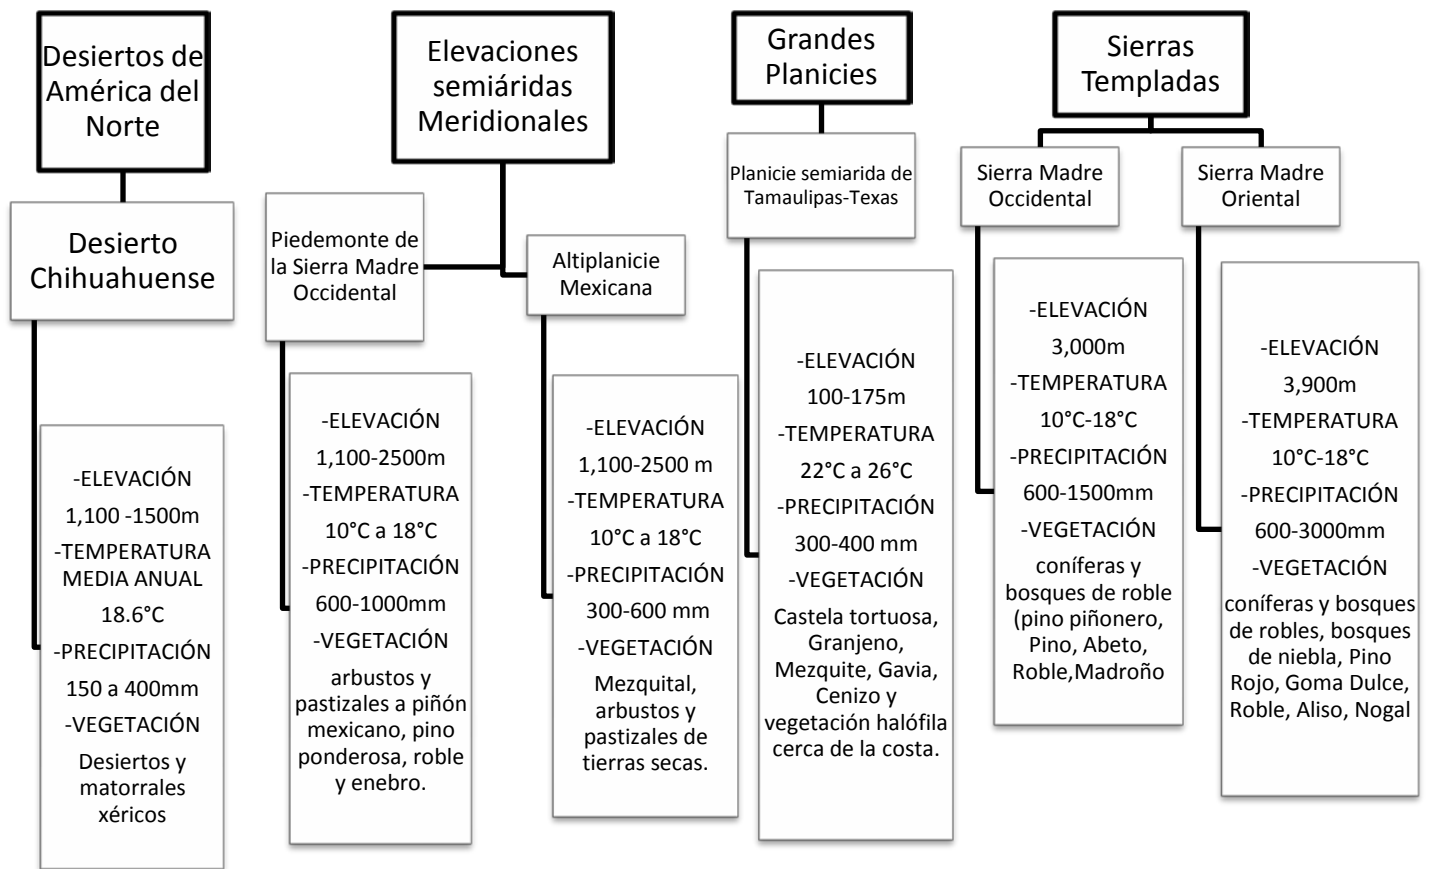 Desiertos de
América del
Norte
Desierto
Chihuahuense
-ELEVACIÓN
1,100 -1500m
-TEMPERATURA
MEDIA ANUAL
18.6°C
-PRECIPITACIÓN
150 a 400mm
-VEGETACIÓN
Desiertos y
matorrales
xéricos
Elevaciones
semiáridas
Meridionales
Piedemonte de
la Sierra Madre
Occidental
-ELEVACIÓN
1,100-2500m
-TEMPERATURA
10°C a 18°C
-PRECIPITACIÓN
600-1000mm
-VEGETACIÓN
arbustos y
pastizales a piñón
mexicano, pino
ponderosa, roble
y enebro.
Altiplanicie
Mexicana
-ELEVACIÓN
1,100-2500 m
-TEMPERATURA
10°C a 18°C
-PRECIPITACIÓN
300-600 mm
-VEGETACIÓN
Mezquital,
arbustos y
pastizales de
tierras secas.
Grandes
Planicies
Planicie semiarida de
Tamaulipas-Texas
-ELEVACIÓN
100-175m
-TEMPERATURA
22°C a 26°C
-PRECIPITACIÓN
300-400 mm
-VEGETACIÓN
Castela tortuosa,
Granjeno,
Mezquite, Gavia,
Cenizo y
vegetación halófila
cerca de la costa.
Sierras
Templadas
Sierra Madre
Occidental
-ELEVACIÓN
3,000m
-TEMPERATURA
10°C-18°C
-PRECIPITACIÓN
600-1500mm
-VEGETACIÓN
coníferas y
bosques de roble
(pino piñonero,
Pino, Abeto,
Roble,Madroño
Sierra Madre
Oriental
-ELEVACIÓN
3,900m
-TEMPERATURA
10°C-18°C
-PRECIPITACIÓN
600-3000mm
-VEGETACIÓN
coníferas y bosques
de robles, bosques
de niebla, Pino
Rojo, Goma Dulce,
Roble, Aliso, Nogal